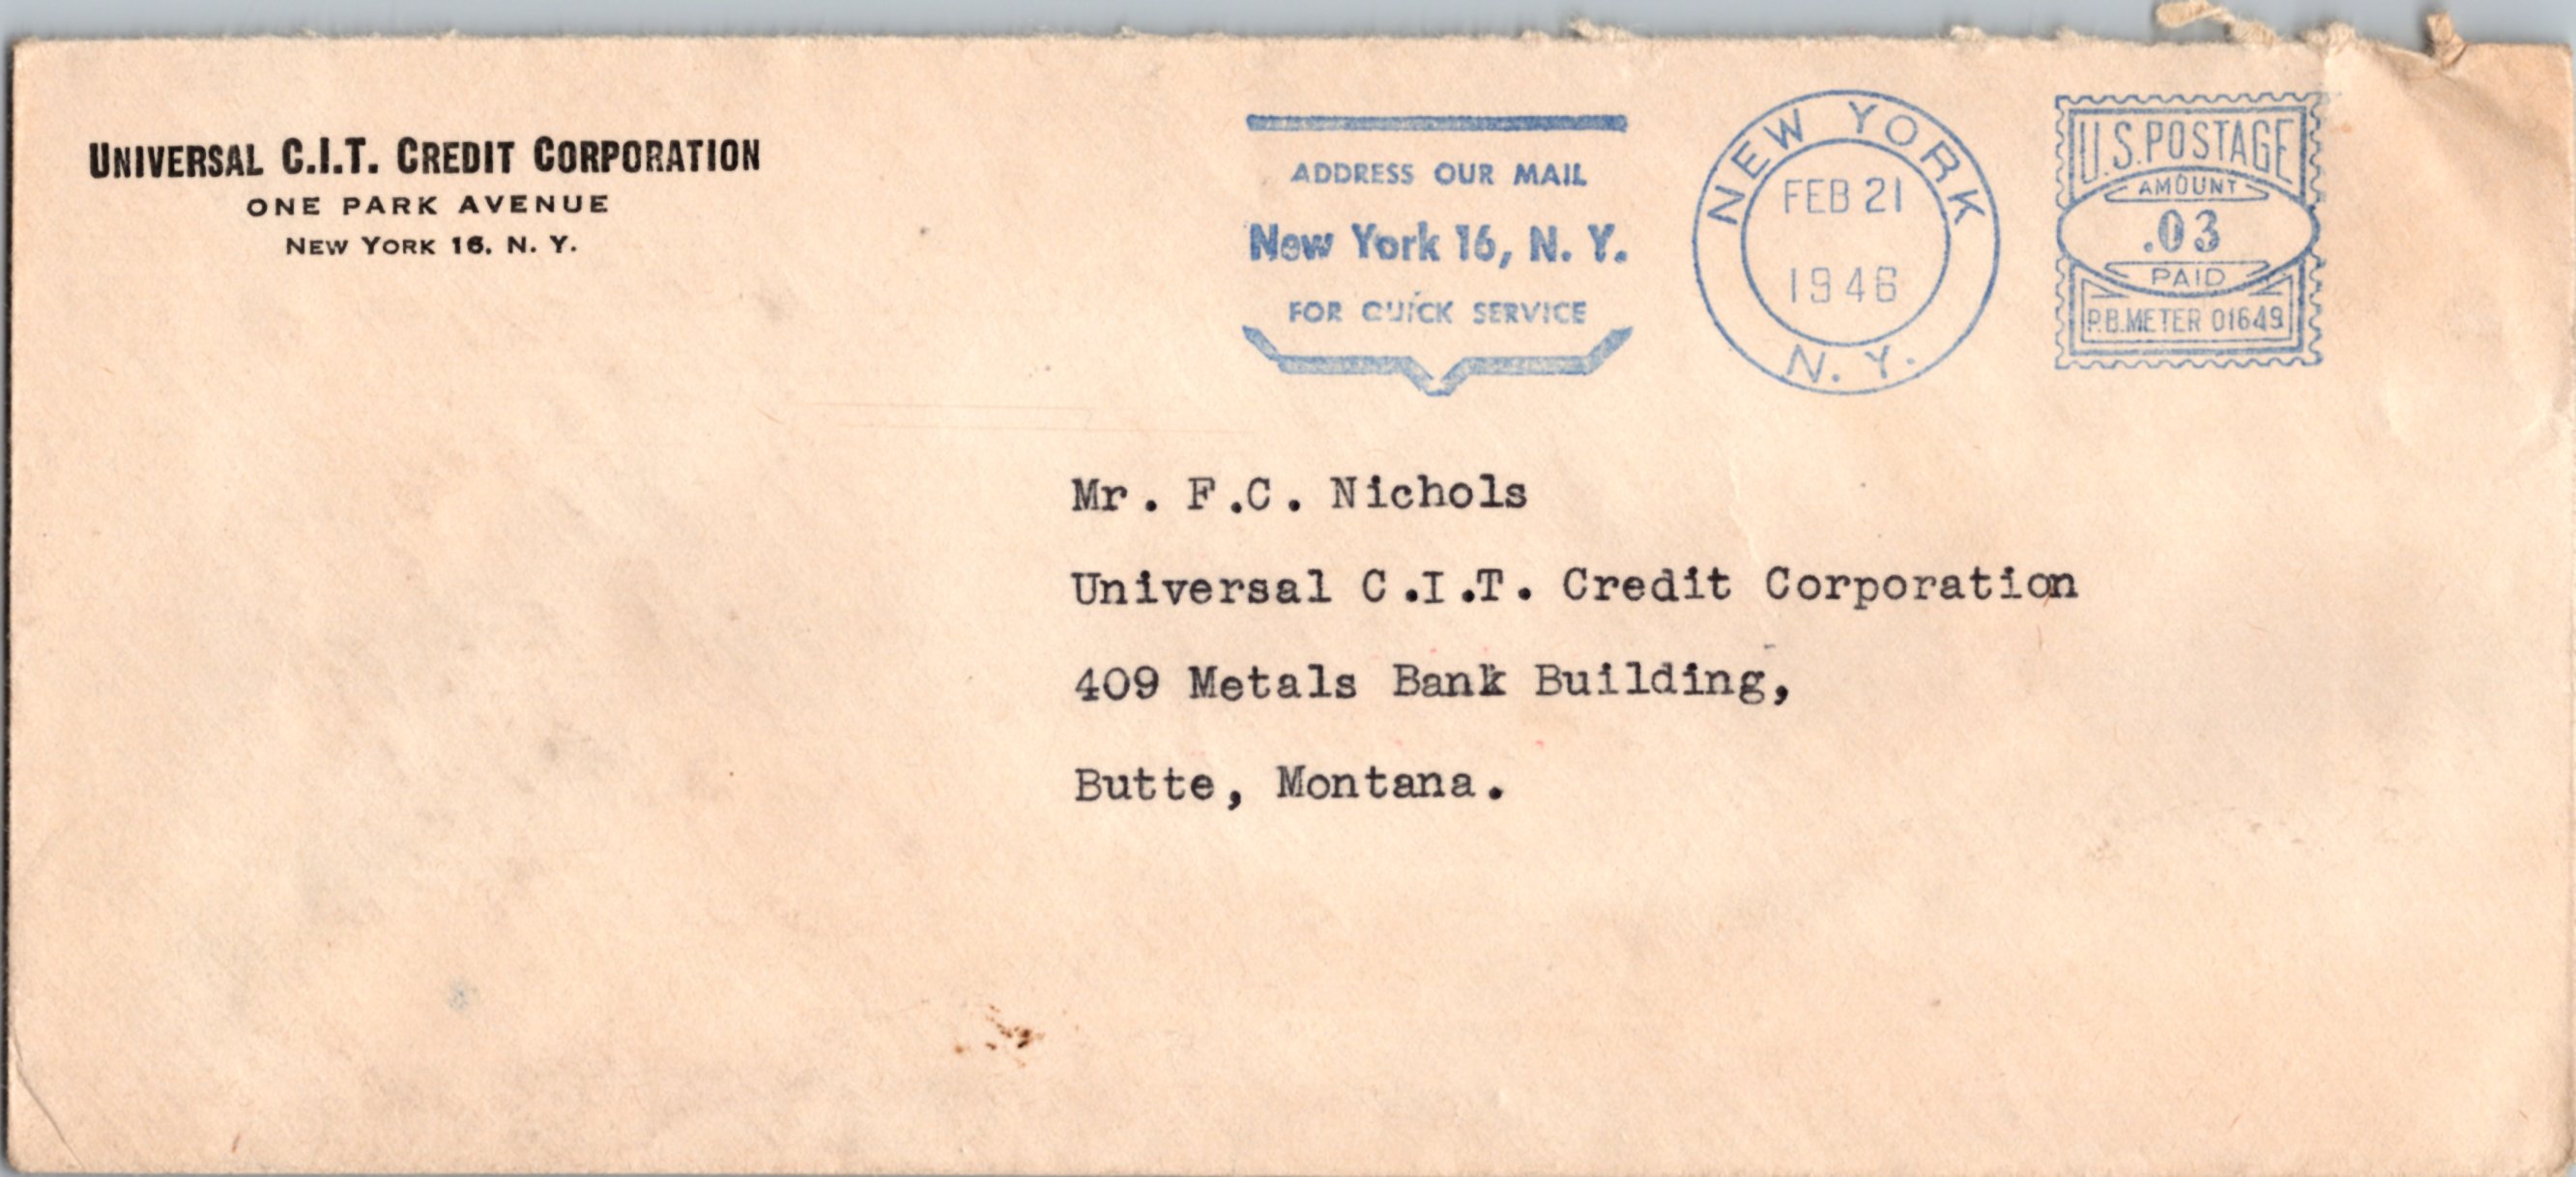 UNIVERSAL C.I.T. CREDIT CORPORATION
ONE PARK AVENUE
NEW YORK 16, N. Y.
ADDRESS OUR MAIL
New York 16, N. Y.
FOR QUICK SERVICE
NEW YORK
FEB 21
1946
N. Y.
U.S. POSTAGE
AMOUNT
.03
PAID
P.B. METER 01649
Mr. F.C. Nichols
Universal C.I.T. Credit Corporation
409 Metals Bank Building,
Butte, Montana.